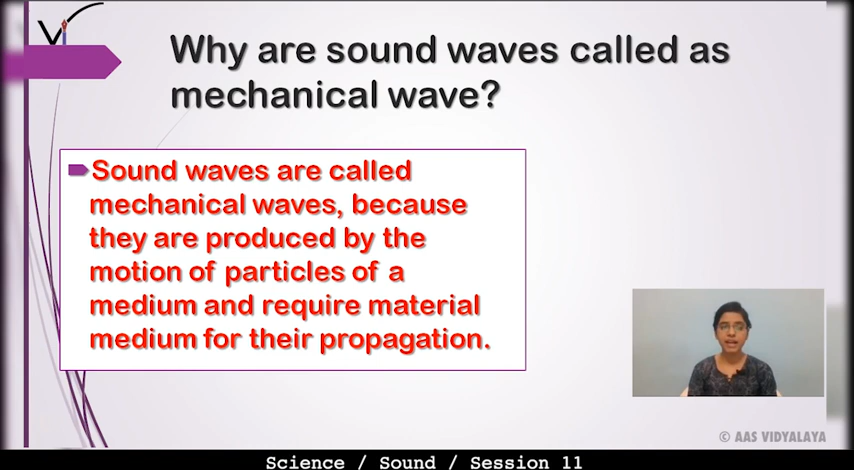 Vi
Why are sound waves called as
mechanical wave?
Sound waves are called
mechanical waves, because
they are produced by the
motion of particles of a
medium and require material
medium for their propagation.
© AAS VIDYALAYA
Science / Sound / Session 11